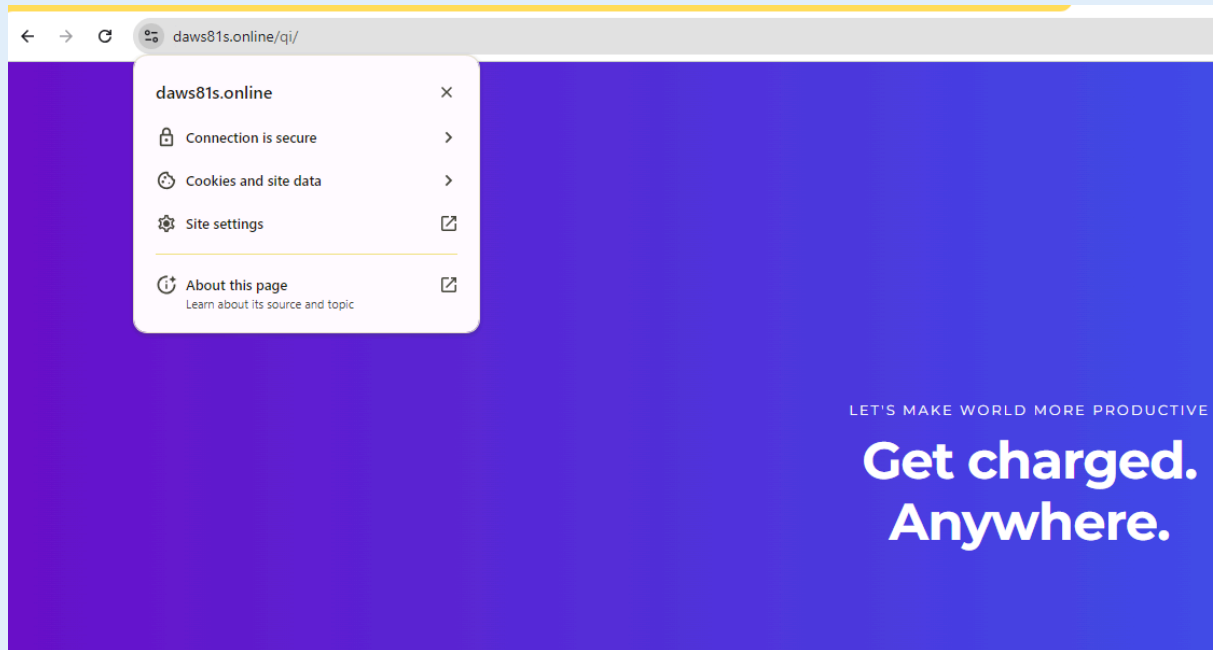 daws81s.online/qi/
daws81s.online
Connection is secure
Cookies and site data
Site settings
About this page
Learn about its source and topic
LET'S MAKE WORLD MORE PRODUCTIVE
Get charged.
Anywhere.